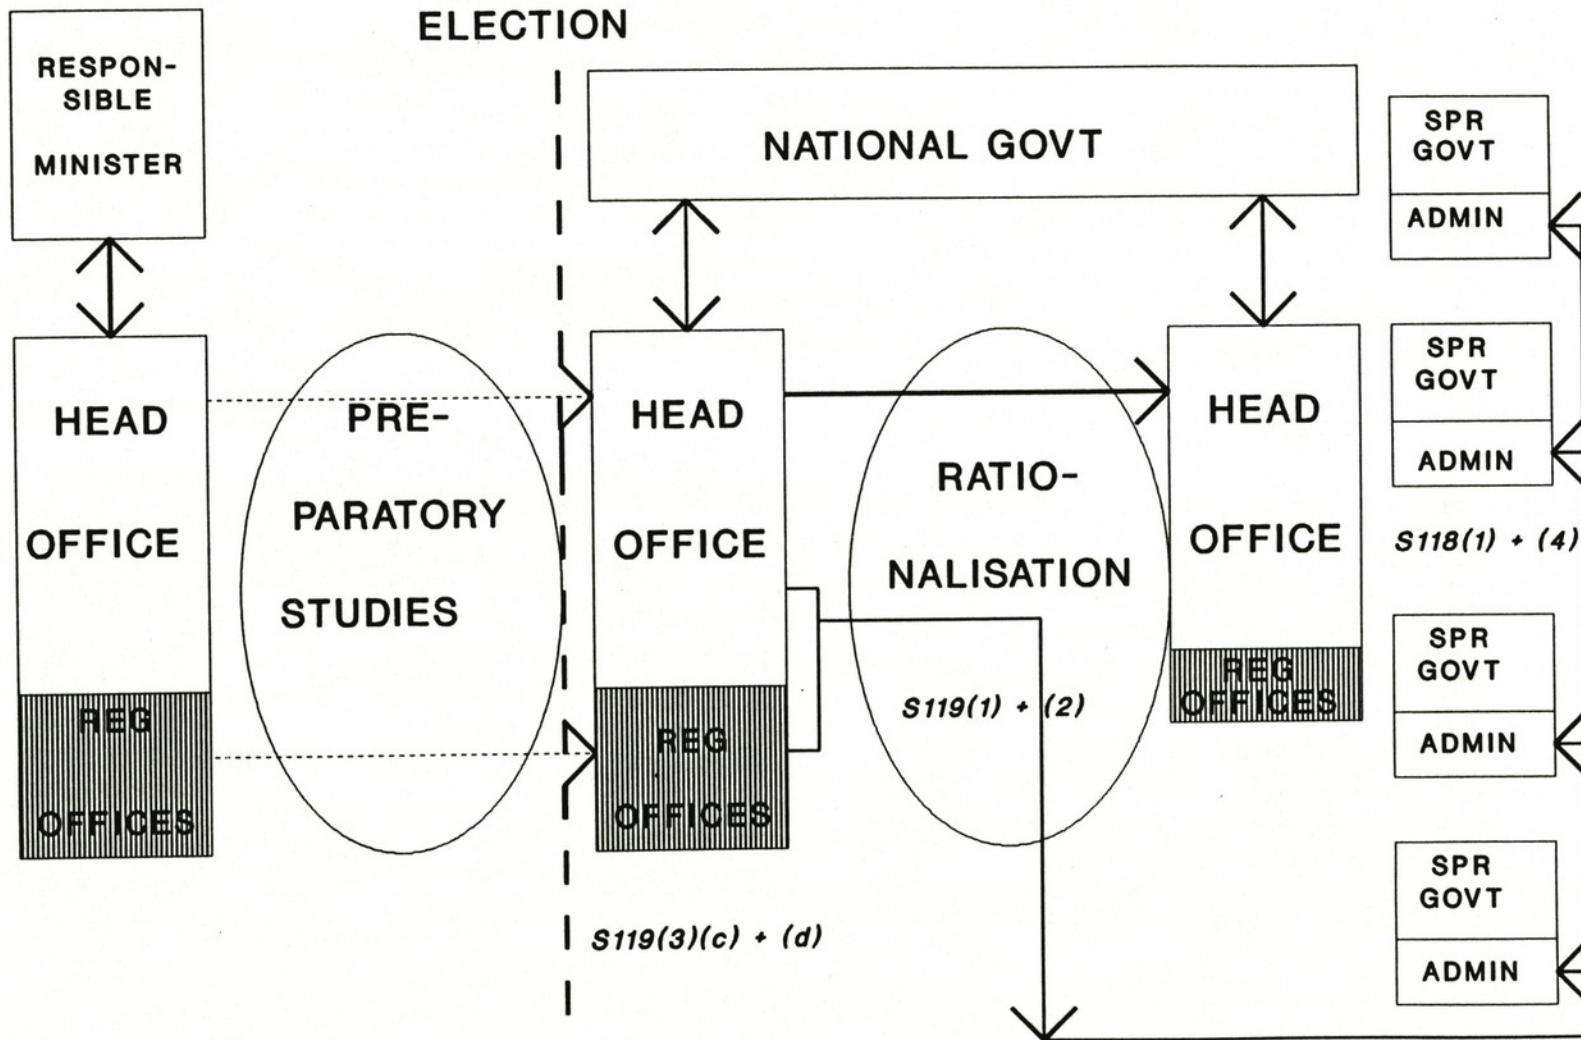 ELECTION
RESPON-
SIBLE
MINISTER
HEAD
OFFICE
REG
OFFICES
PRE-
PARATORY
STUDIES
NATIONAL GOVT
HEAD
OFFICE
REG
OFFICES
S119(3)(c) + (d)
RATIO-
NALISATION
S119(1) + (2)
HEAD
OFFICE
REG
OFFICES
SPR
GOVT
ADMIN
SPR
GOVT
ADMIN
S118(1) + (4)
SPR
GOVT
ADMIN
SPR
GOVT
ADMIN